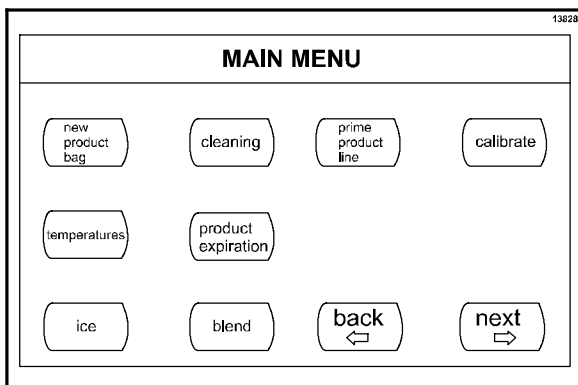 13828
MAIN MENU
new
product
bag
cleaning
prime
product
line
calibrate
temperatures
product
expiration
ice
blend
back
next